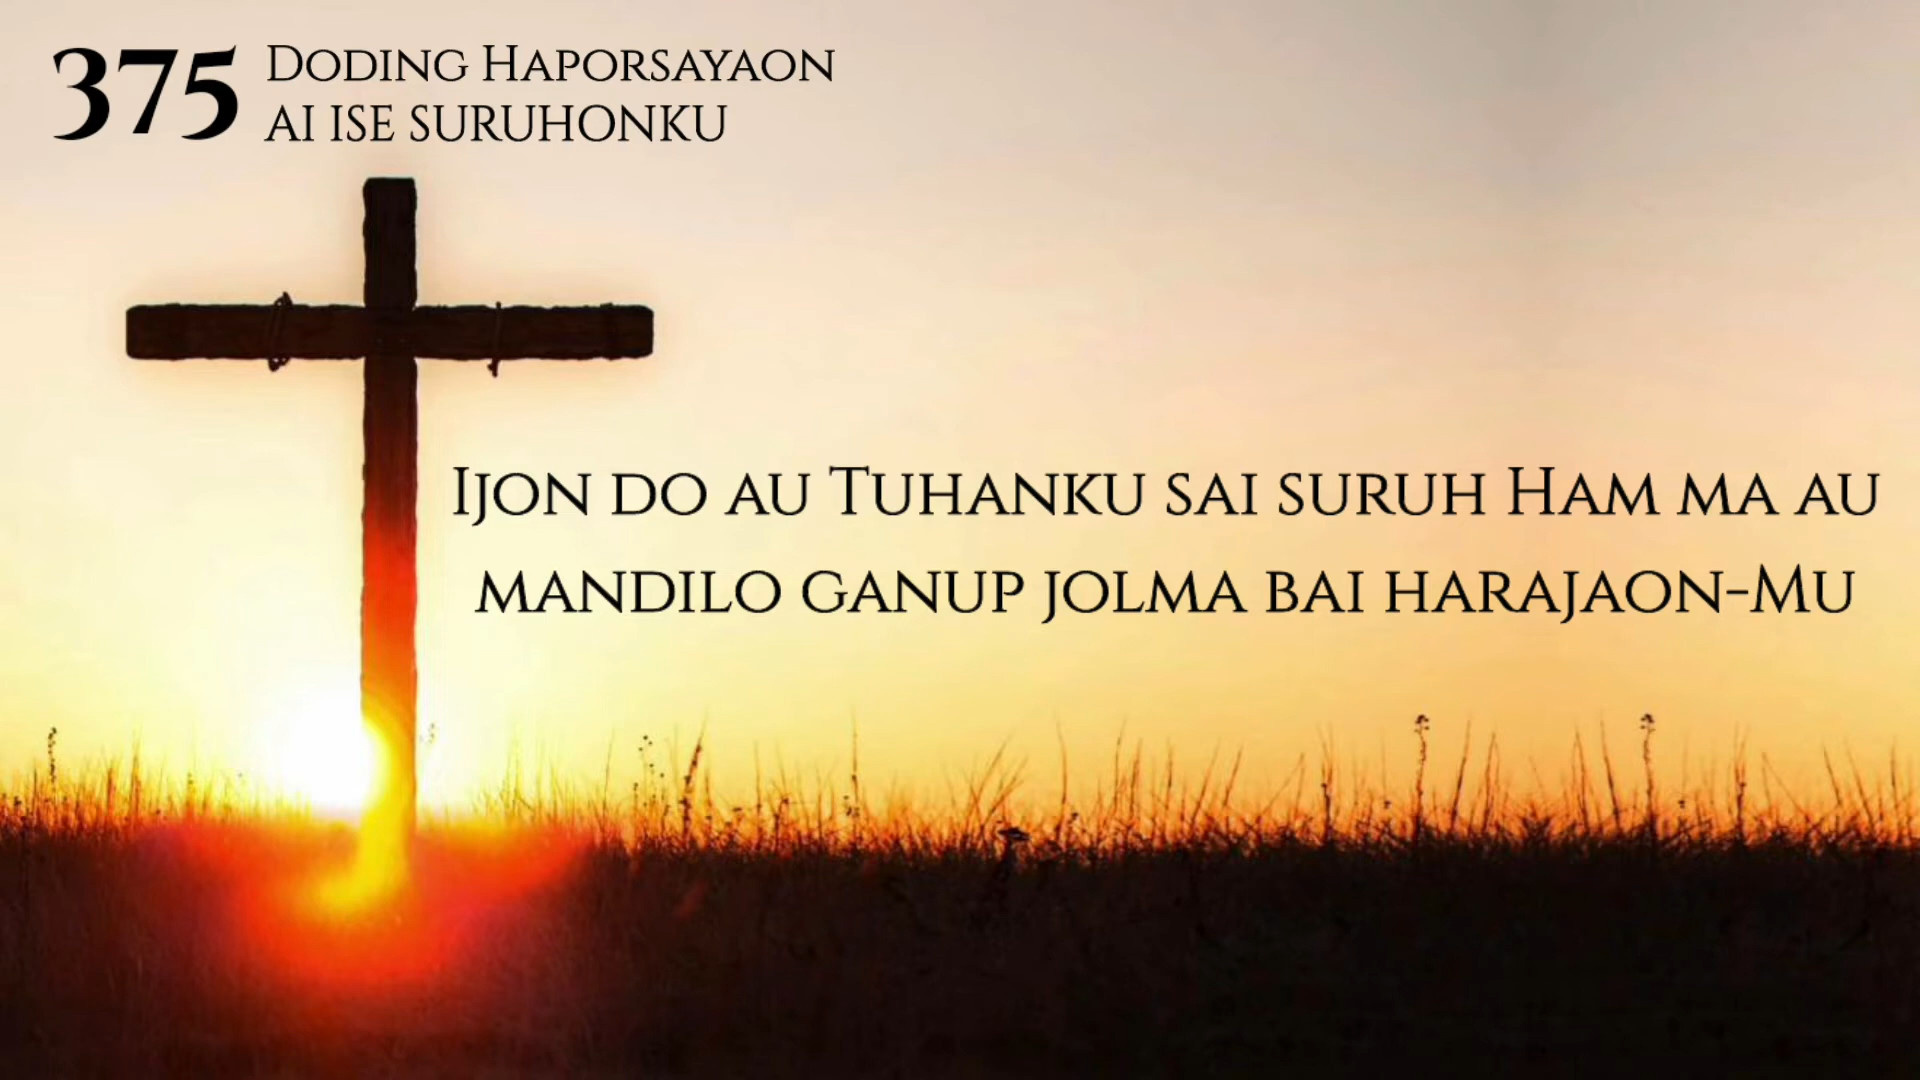 375
Doding Haporsayaon
ai ise suruhonku
Ijon do au Tuhanku sai suruh Ham ma au
mandilo ganup jolma bai harajaon-Mu